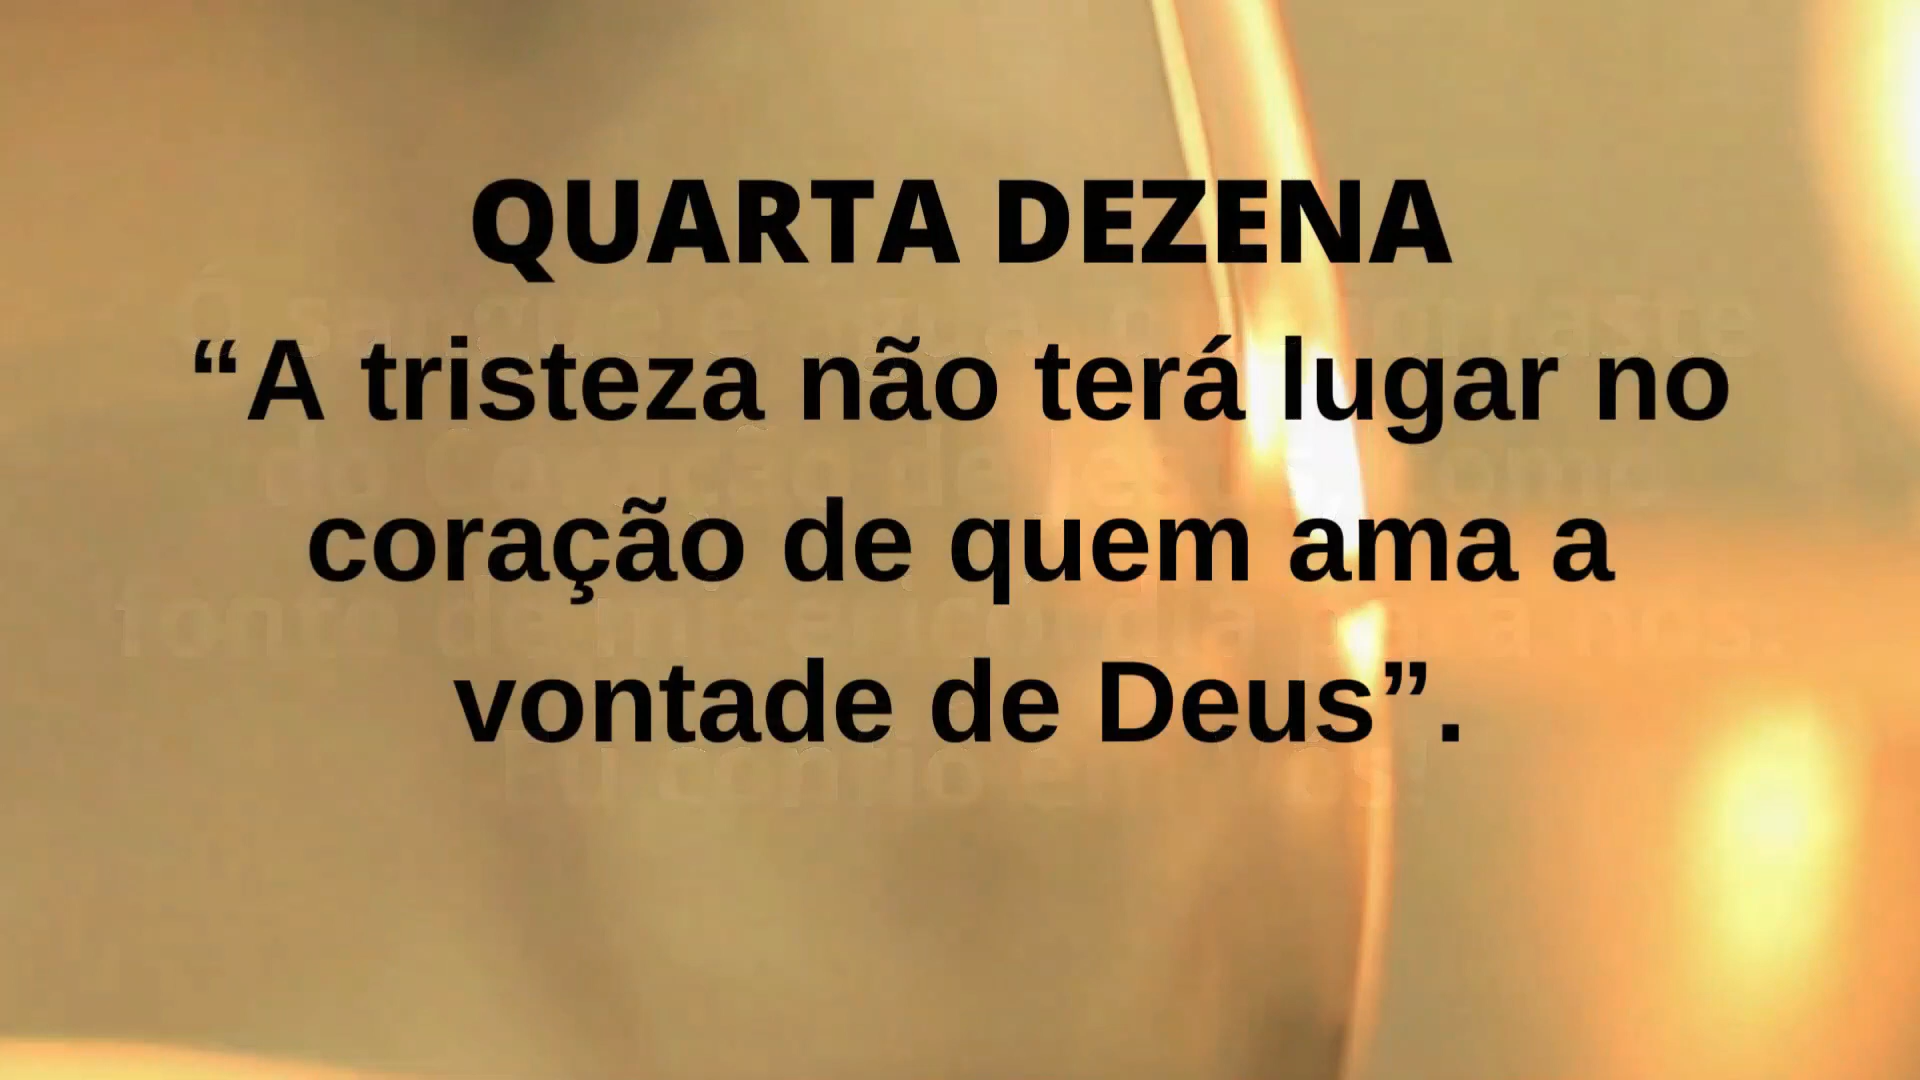 QUARTA DEZENA
“A tristeza não terá lugar no
coração de quem ama a
vontade de Deus”.